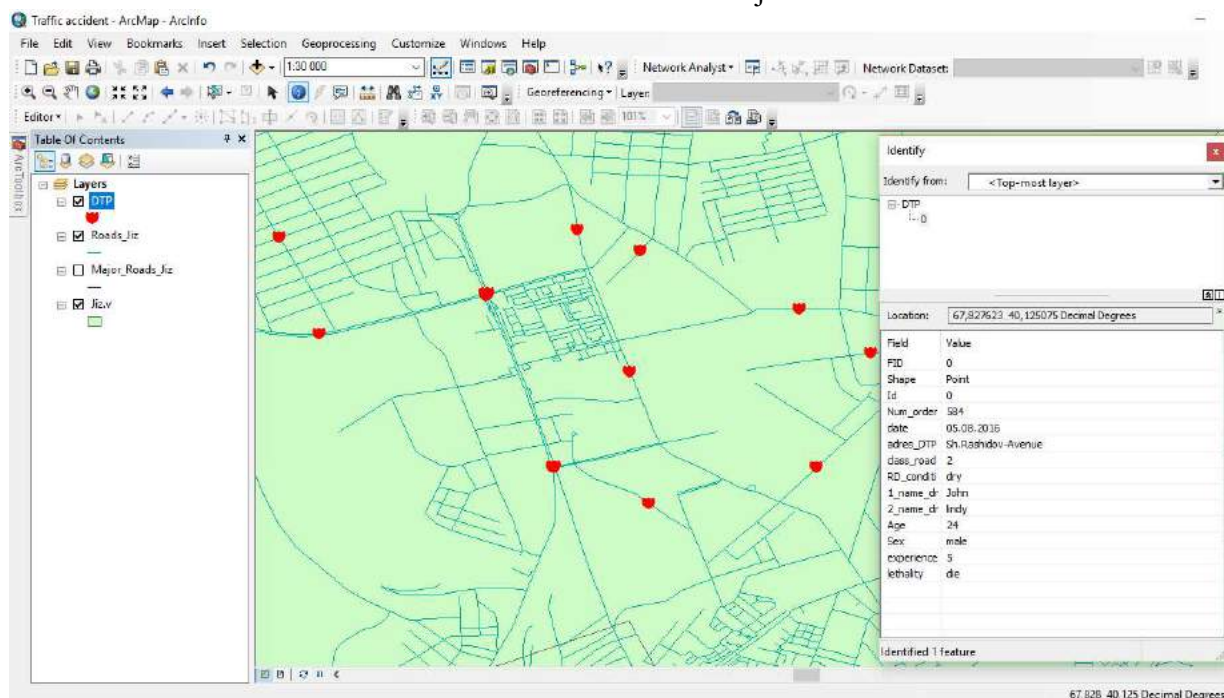 Traffic accident - ArcMap - ArcInfo
File Edit View Bookmarks Insert Selection Geoprocessing Customize Windows Help
1:30 000 Network Analyst Network Dataset:
Georeferencing Layer:
Editor 101%
Table Of Contents
ArcToolbox
Layers
DTP
Roads_Jiz
Major_Roads_Jiz
Jiz.v
Identify
Identify from: <Top-most layer>
DTP
0
Location: 67,827623 40,125075 Decimal Degrees
Field Value
FID 0
Shape Point
Id 0
Num_order 584
date 05.08.2016
adres_DTP Sh.Rashidov-Avenue
class_road 2
RD_conditi dry
1_name_dr John
2_name_dr lindy
Age 24
Sex male
experience 5
lethality die
Identified 1 feature
67,828 40,125 Decimal Degrees